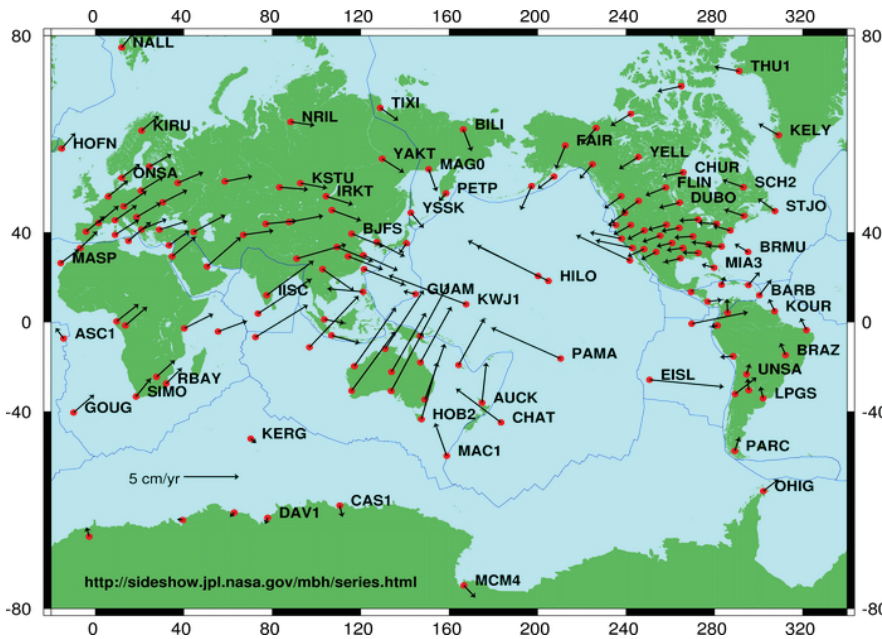 0 40 80 120 160 200 240 280 320
80 80
NALL
THU1
TIXI
NRIL
BILI
KIRU
KELY
FAIR
HOFN
YAKT
YELL
MAG0
CHUR
ONSA
KSTU
FLIN
SCH2
IRKT
PETP
DUBO
YSSK
STJO
40 BJFS 40
BRMU
MASP
MIA3
HILO
IISC
GUAM
BARB
KWJ1
KOUR
0 0
ASC1
PAMA
BRAZ
EISL
UNSA
RBAY
SIMO
LPGS
AUCK
GOUG
HOB2
CHAT
-40 -40
KERG
MAC1
PARC
5 cm/yr
OHIG
CAS1
DAV1
http://sideshow.jpl.nasa.gov/mbh/series.html
MCM4
-80 -80
0 40 80 120 160 200 240 280 320